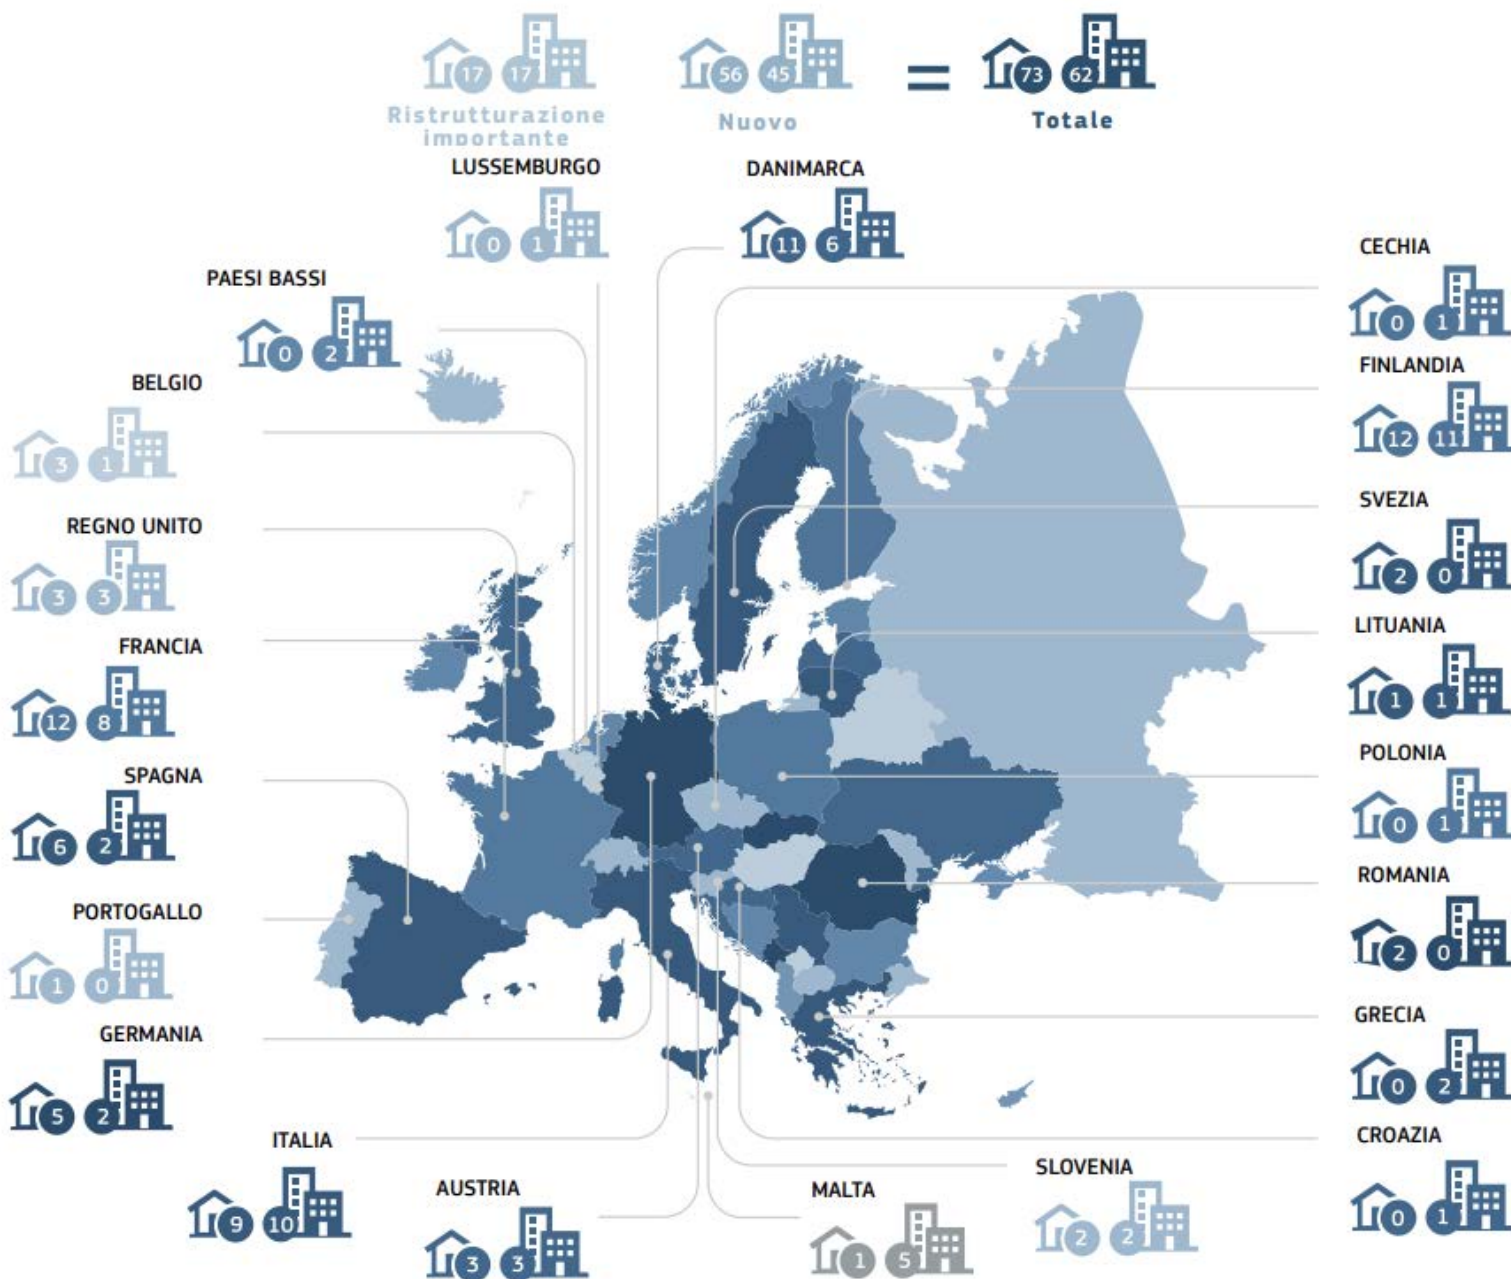 17 17
56 45
=
73 62
Ristrutturazione
importante
Nuovo
Totale
LUSSEMBURGO
0 1
DANIMARCA
11 6
CECHIA
0 1
PAESI BASSI
0 2
FINLANDIA
12 11
BELGIO
3 1
SVEZIA
2 0
REGNO UNITO
3 3
LITUANIA
1 1
FRANCIA
12 8
POLONIA
0 1
SPAGNA
6 2
ROMANIA
2 0
PORTOGALLO
1 0
GRECIA
0 2
GERMANIA
5 2
CROAZIA
0 1
ITALIA
9 10
AUSTRIA
3 3
MALTA
1 5
SLOVENIA
2 2